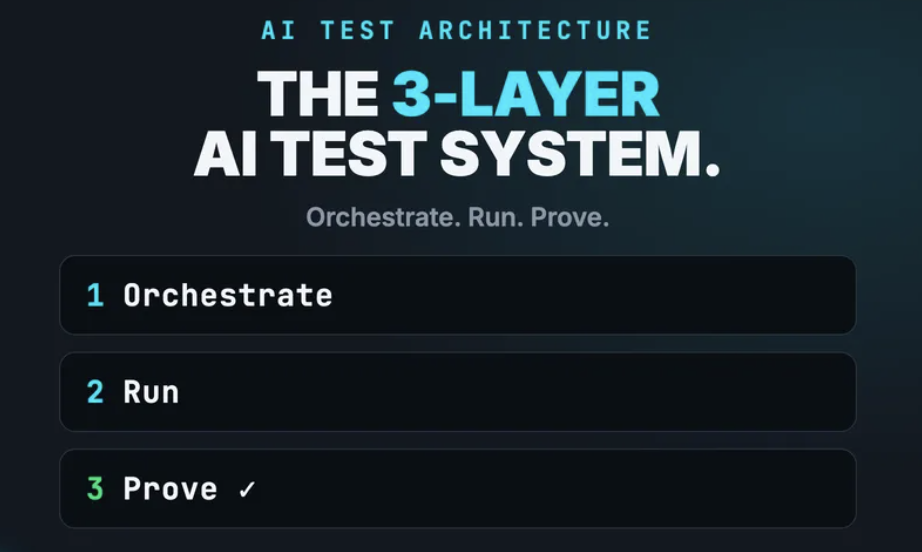 AI TEST ARCHITECTURE
THE 3-LAYER
AI TEST SYSTEM.
Orchestrate. Run. Prove.
1 Orchestrate
2 Run
3 Prove ✓